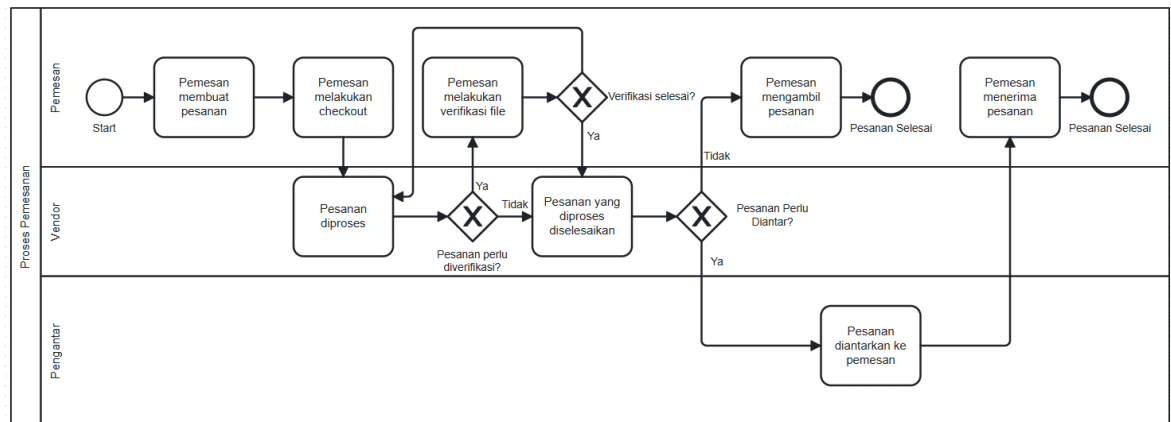 Proses Pemesanan
Pemesan
Start
Pemesan
membuat
pesanan
Pemesan
melakukan
checkout
Pemesan
melakukan
verifikasi file
Verifikasi selesai?
Ya
Pemesan
mengambil
pesanan
Pesanan Selesai
Pemesan
menerima
pesanan
Pesanan Selesai
Tidak
Vendor
Pesanan
diproses
Ya
Tidak
Pesanan perlu
diverifikasi?
Pesanan yang
diproses
diselesaikan
Pesanan Perlu
Diantar?
Ya
Pengantar
Pesanan
diantarkan ke
pemesan